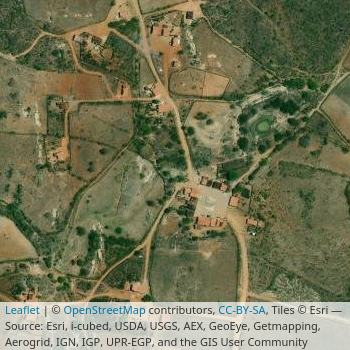 Leaflet | © OpenStreetMap contributors, CC-BY-SA, Tiles © Esri —
Source: Esri, i-cubed, USDA, USGS, AEX, GeoEye, Getmapping,
Aerogrid, IGN, IGP, UPR-EGP, and the GIS User Community